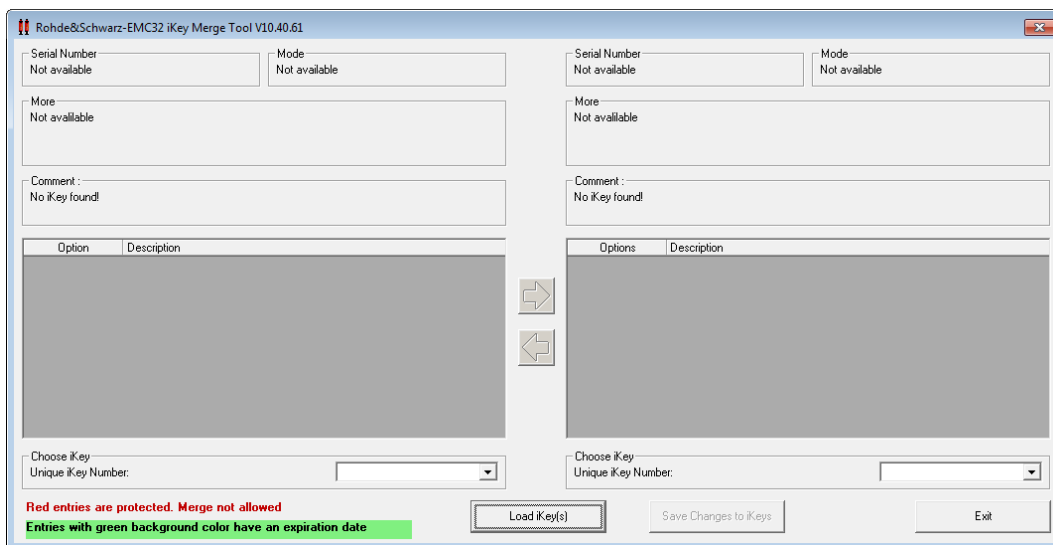 Rohde&Schwarz-EMC32 iKey Merge Tool V10.40.61
Serial Number
Not available
Mode
Not available
More
Not avalilable
Comment :
No iKey found!
Option Description
Choose iKey
Unique iKey Number:
Serial Number
Not available
Mode
Not available
More
Not avalilable
Comment :
No iKey found!
Options Description
Choose iKey
Unique iKey Number:
Red entries are protected. Merge not allowed
Entries with green background color have an expiration date
Load iKey(s)
Save Changes to iKeys
Exit